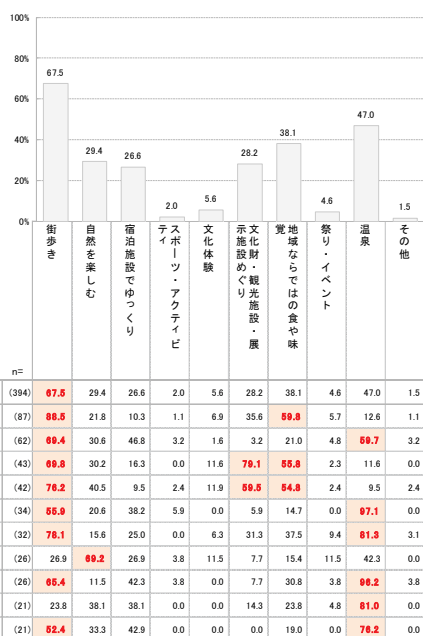 100%
80%
60%
40%
20%
0%
67.5
29.4
26.6
2.0
5.6
28.2
38.1
4.6
47.0
1.5
街歩き
自然を楽しむ
宿泊施設でゆっくり
スポーツ・アクティビ
ティ
文化体験
文化財・観光施設・展
示施設めぐり
地域ならではの食や味
覚
祭り・イベント
温泉
その他
n=
(394) 67.5 29.4 26.6 2.0 5.6 28.2 38.1 4.6 47.0 1.5
(87) 88.5 21.8 10.3 1.1 6.9 35.6 59.8 5.7 12.6 1.1
(62) 69.4 30.6 46.8 3.2 1.6 3.2 21.0 4.8 59.7 3.2
(43) 69.8 30.2 16.3 0.0 11.6 79.1 55.8 2.3 11.6 0.0
(42) 76.2 40.5 9.5 2.4 11.9 59.5 54.8 2.4 9.5 2.4
(34) 55.9 20.6 38.2 5.9 0.0 5.9 14.7 0.0 97.1 0.0
(32) 78.1 15.6 25.0 0.0 6.3 31.3 37.5 9.4 81.3 3.1
(26) 26.9 69.2 26.9 3.8 11.5 7.7 15.4 11.5 42.3 0.0
(26) 65.4 11.5 42.3 3.8 0.0 7.7 30.8 3.8 96.2 3.8
(21) 23.8 38.1 38.1 0.0 0.0 14.3 23.8 4.8 81.0 0.0
(21) 52.4 33.3 42.9 0.0 0.0 0.0 19.0 0.0 76.2 0.0